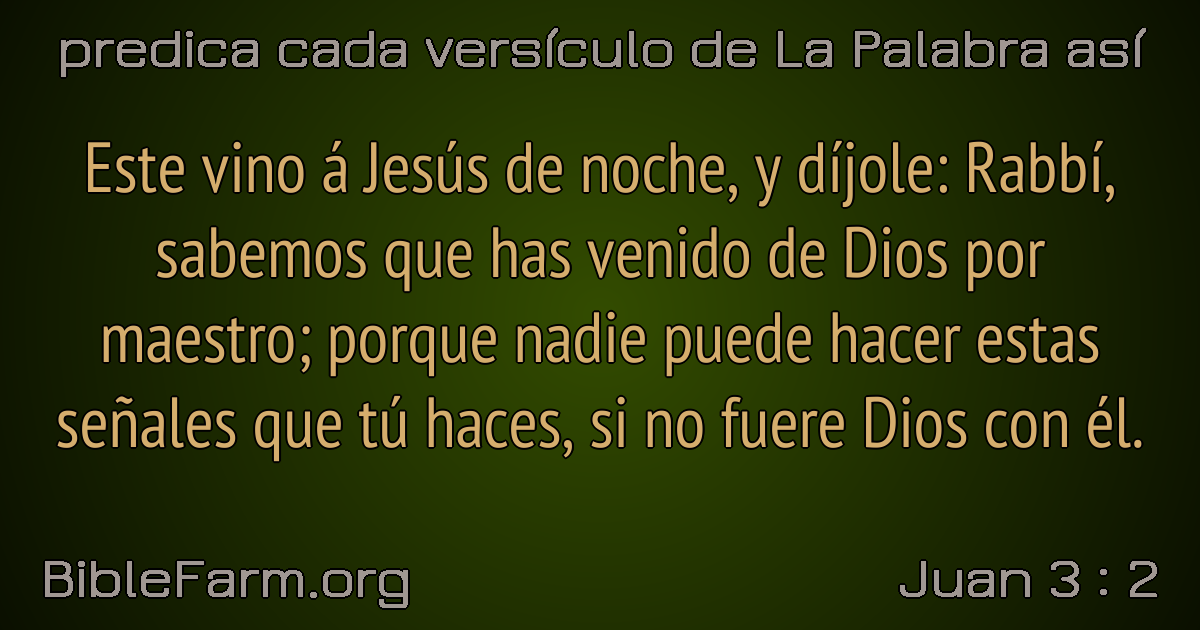 predica cada versículo de La Palabra así
Este vino á Jesús de noche, y díjole: Rabbí,
sabemos que has venido de Dios por
maestro; porque nadie puede hacer estas
señales que tú haces, si no fuere Dios con él.
BibleFarm.org
Juan 3 : 2